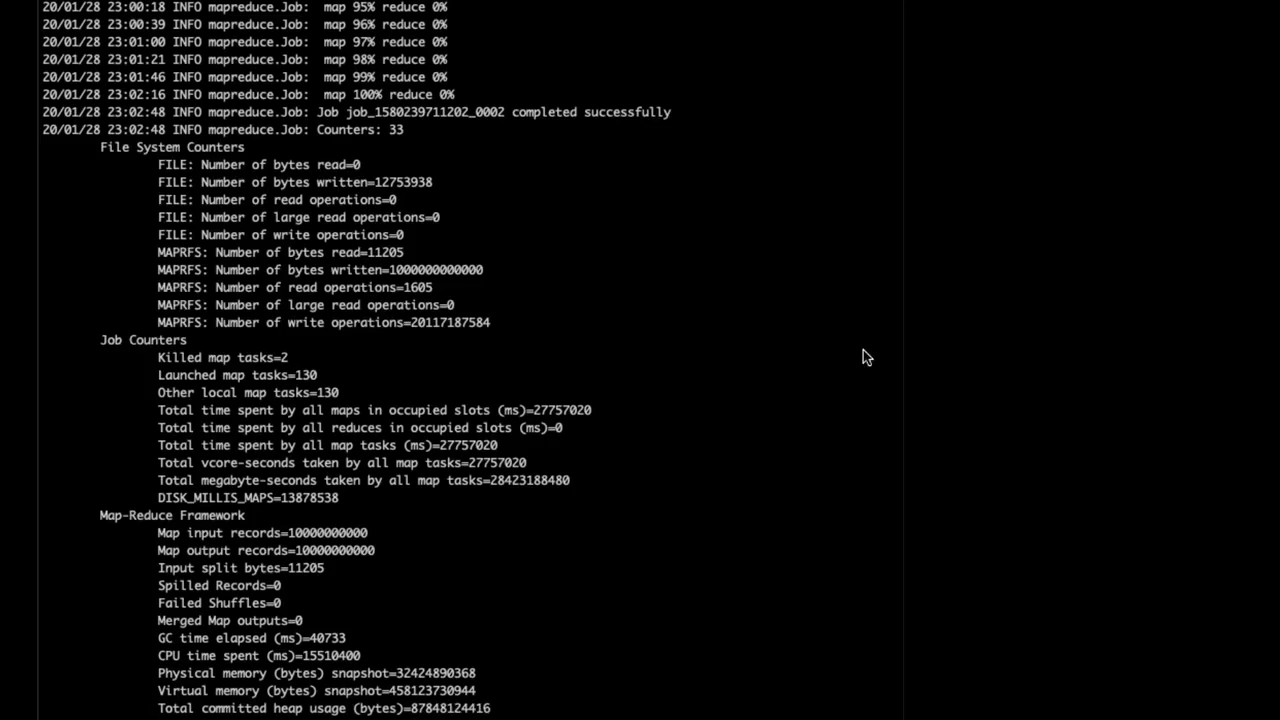 20/01/28 23:00:18 INFO mapreduce.Job:  map 95% reduce 0%
20/01/28 23:00:39 INFO mapreduce.Job:  map 96% reduce 0%
20/01/28 23:01:00 INFO mapreduce.Job:  map 97% reduce 0%
20/01/28 23:01:21 INFO mapreduce.Job:  map 98% reduce 0%
20/01/28 23:01:46 INFO mapreduce.Job:  map 99% reduce 0%
20/01/28 23:02:16 INFO mapreduce.Job:  map 100% reduce 0%
20/01/28 23:02:48 INFO mapreduce.Job: Job job_1580239711202_0002 completed successfully
20/01/28 23:02:48 INFO mapreduce.Job: Counters: 33
File System Counters
FILE: Number of bytes read=0
FILE: Number of bytes written=12753938
FILE: Number of read operations=0
FILE: Number of large read operations=0
FILE: Number of write operations=0
MAPRFS: Number of bytes read=11205
MAPRFS: Number of bytes written=1000000000000
MAPRFS: Number of read operations=1605
MAPRFS: Number of large read operations=0
MAPRFS: Number of write operations=20117187584
Job Counters
Killed map tasks=2
Launched map tasks=130
Other local map tasks=130
Total time spent by all maps in occupied slots (ms)=27757020
Total time spent by all reduces in occupied slots (ms)=0
Total time spent by all map tasks (ms)=27757020
Total vcore-seconds taken by all map tasks=27757020
Total megabyte-seconds taken by all map tasks=28423188480
DISK_MILLIS_MAPS=13878538
Map-Reduce Framework
Map input records=10000000000
Map output records=10000000000
Input split bytes=11205
Spilled Records=0
Failed Shuffles=0
Merged Map outputs=0
GC time elapsed (ms)=40733
CPU time spent (ms)=15510400
Physical memory (bytes) snapshot=32424890368
Virtual memory (bytes) snapshot=458123730944
Total committed heap usage (bytes)=87848124416